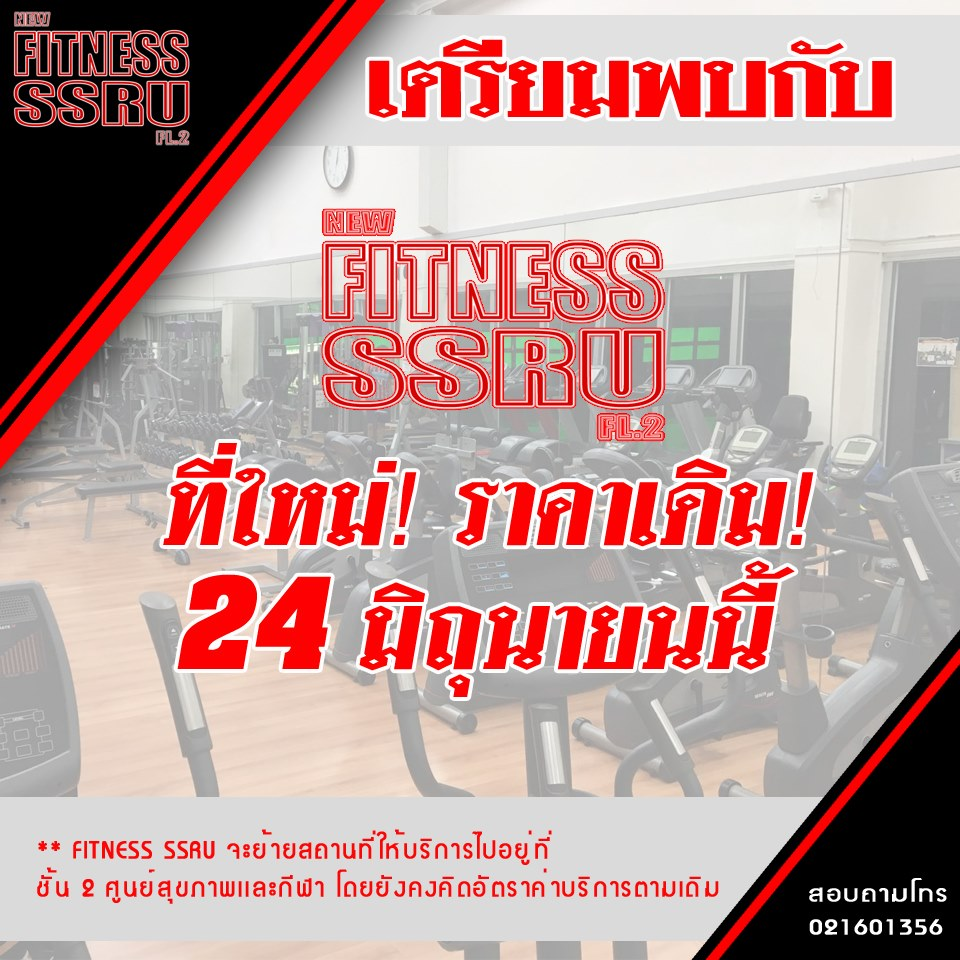 NEW
FITNESS
SSRU
FL.2
เตรียมพบกับ
NEW
FITNESS
SSRU
FL.2
ที่ใหม่! ราคาเดิม!
24 มิถุนายนนี้
** FITNESS SSRU จะย้ายสถานที่ให้บริการไปอยู่ที่
ชั้น 2 ศูนย์สุขภาพและกีฬา โดยยังคงคิดอัตราค่าบริการตามเดิม
สอบถามโทร
021601356